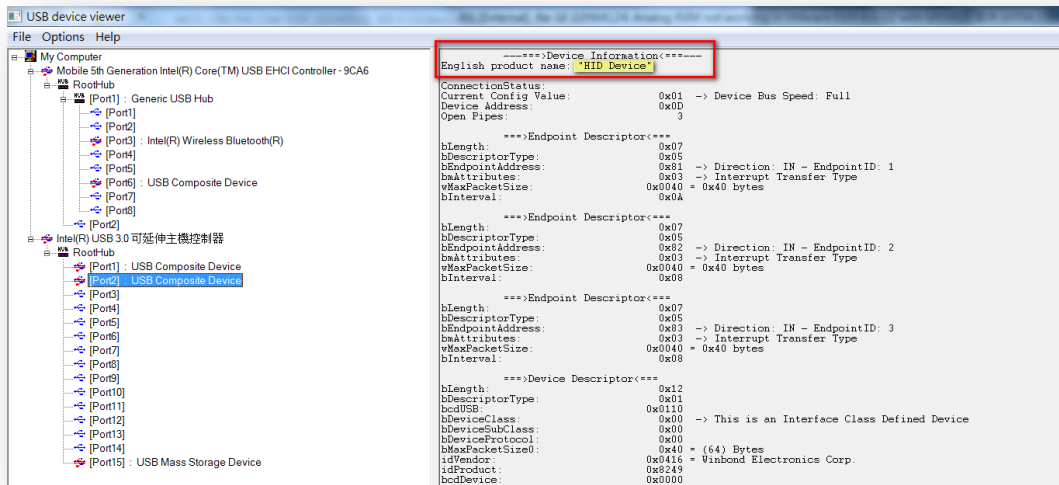 USB device viewer
File Options Help
My Computer
Mobile 5th Generation Intel(R) Core(TM) USB EHCI Controller - 9CA6
RootHub
[Port1] : Generic USB Hub
[Port1]
[Port2]
[Port3] : Intel(R) Wireless Bluetooth(R)
[Port4]
[Port5]
[Port6] : USB Composite Device
[Port7]
[Port8]
[Port2]
Intel(R) USB 3.0 可延伸主機控制器
RootHub
[Port1] : USB Composite Device
[Port2] : USB Composite Device
[Port3]
[Port4]
[Port5]
[Port6]
[Port7]
[Port8]
[Port9]
[Port10]
[Port11]
[Port12]
[Port13]
[Port14]
[Port15] : USB Mass Storage Device
---===>Device Information<===---
English product name: "HID Device"
ConnectionStatus:
Current Config Value: 0x01 -> Device Bus Speed: Full
Device Address: 0x0D
Open Pipes: 3
===>Endpoint Descriptor<===
bLength: 0x07
bDescriptorType: 0x05
bEndpointAddress: 0x81 -> Direction: IN - EndpointID: 1
bmAttributes: 0x03 -> Interrupt Transfer Type
wMaxPacketSize: 0x0040 = 0x40 bytes
bInterval: 0x0A
===>Endpoint Descriptor<===
bLength: 0x07
bDescriptorType: 0x05
bEndpointAddress: 0x82 -> Direction: IN - EndpointID: 2
bmAttributes: 0x03 -> Interrupt Transfer Type
wMaxPacketSize: 0x0040 = 0x40 bytes
bInterval: 0x08
===>Endpoint Descriptor<===
bLength: 0x07
bDescriptorType: 0x05
bEndpointAddress: 0x83 -> Direction: IN - EndpointID: 3
bmAttributes: 0x03 -> Interrupt Transfer Type
wMaxPacketSize: 0x0040 = 0x40 bytes
bInterval: 0x08
===>Device Descriptor<===
bLength: 0x12
bDescriptorType: 0x01
bcdUSB: 0x0110
bDeviceClass: 0x00 -> This is an Interface Class Defined Device
bDeviceSubClass: 0x00
bDeviceProtocol: 0x00
bMaxPacketSize0: 0x40 = (64) Bytes
idVendor: 0x0416 = Winbond Electronics Corp.
idProduct: 0x8249
bcdDevice: 0x0000